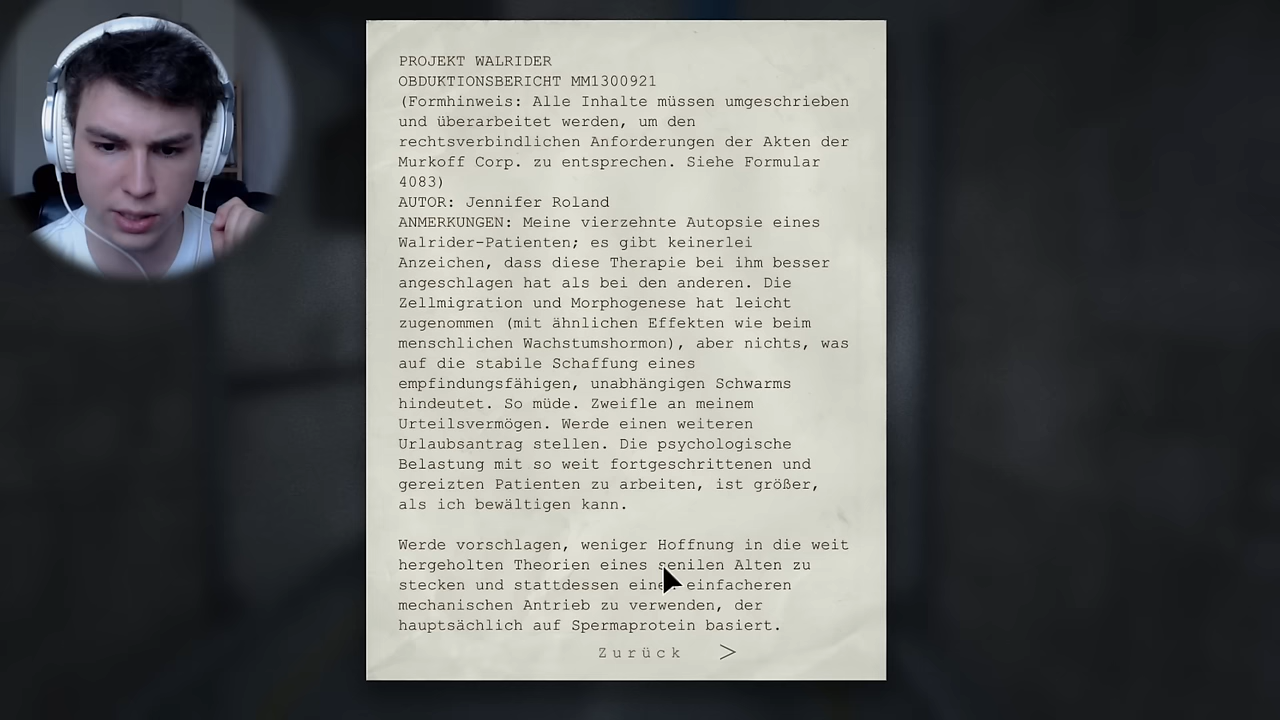 PROJEKT WALRIDER
OBDUKTIONSBERICHT MM1300921
(Formhinweis: Alle Inhalte müssen umgeschrieben
und überarbeitet werden, um den
rechtsverbindlichen Anforderungen der Akten der
Murkoff Corp. zu entsprechen. Siehe Formular
4083)
AUTOR: Jennifer Roland
ANMERKUNGEN: Meine vierzehnte Autopsie eines
Walrider-Patienten; es gibt keinerlei
Anzeichen, dass diese Therapie bei ihm besser
angeschlagen hat als bei den anderen. Die
Zellmigration und Morphogenese hat leicht
zugenommen (mit ähnlichen Effekten wie beim
menschlichen Wachstumshormon), aber nichts, was
auf die stabile Schaffung eines
empfindungsfähigen, unabhängigen Schwarms
hindeutet. So müde. Zweifle an meinem
Urteilsvermögen. Werde einen weiteren
Urlaubsantrag stellen. Die psychologische
Belastung mit so weit fortgeschrittenen und
gereizten Patienten zu arbeiten, ist größer,
als ich bewältigen kann.
Werde vorschlagen, weniger Hoffnung in die weit
hergeholten Theorien eines senilen Alten zu
stecken und stattdessen einfacheren
mechanischen Antrieb zu verwenden, der
hauptsächlich auf Spermaprotein basiert.
Zurück >